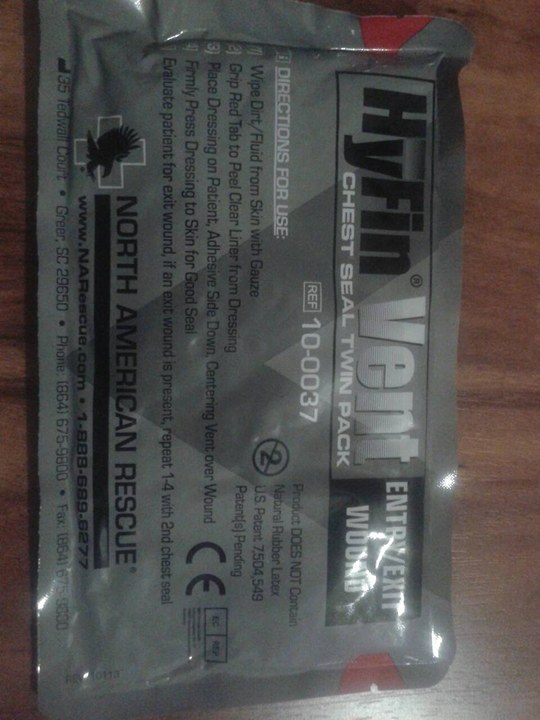 HyFin® Vent
CHEST SEAL TWIN PACK
ENTRY/EXIT
WOUND
REF 10-0037
DIRECTIONS FOR USE:
1) Wipe Dirt/Fluid from Skin with Gauze
2) Grip Red Tab to Peel Clear Liner from Dressing
3) Place Dressing on Patient, Adhesive Side Down, Centering Vent over Wound
4) Firmly Press Dressing to Skin for Good Seal
Evaluate patient for exit wound, if an exit wound is present, repeat 1-4 with 2nd chest seal
2
Product DOES NOT Contain
Natural Rubber Latex
U.S. Patent 7,504,549
Patent(s) Pending
CE
EC REP
NORTH AMERICAN RESCUE®
www.NARescue.com • 1-888-689-6277
35 Tedwall Court • Greer, SC 29650 • Phone: (864) 675-9800 • Fax: (864)